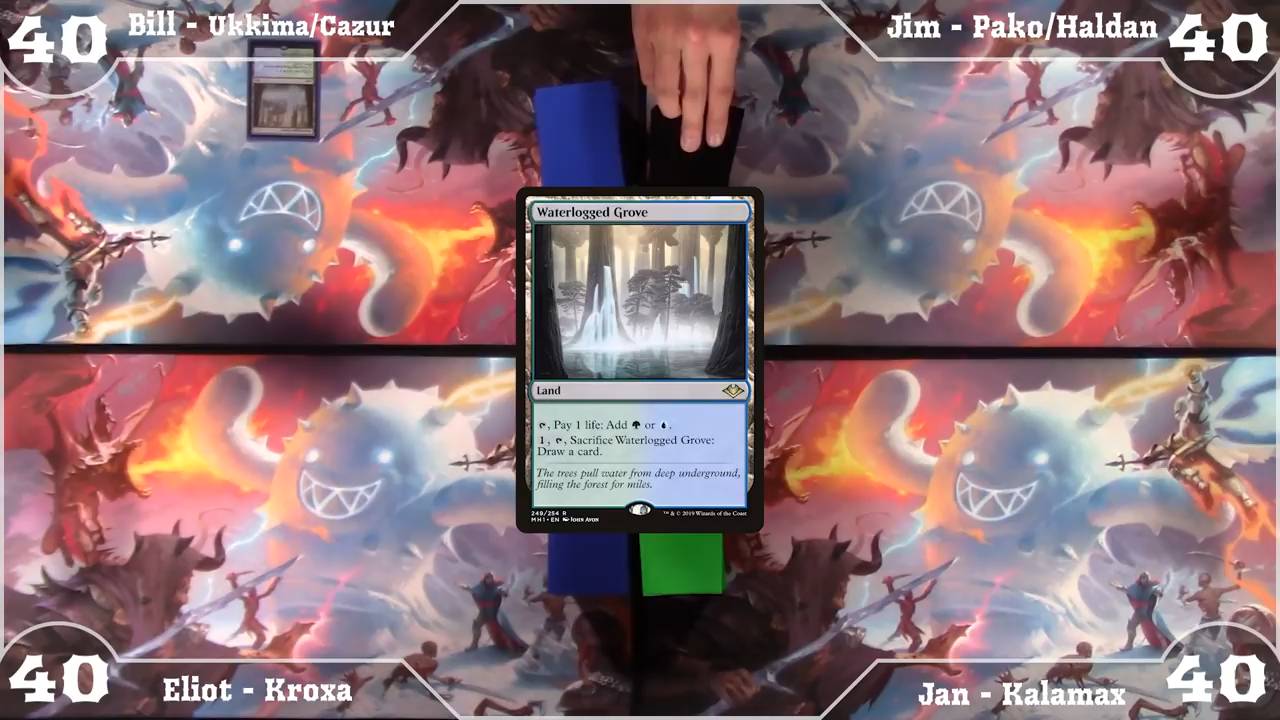 40 Bill - Ukkima/Cazur
Jim - Pako/Haldan 40
Waterlogged Grove
Land
, Pay 1 life: Add or .
1, , Sacrifice Waterlogged Grove:
Draw a card.
The trees pull water from deep underground,
filling the forest for miles.
249/254 R
MH1 • EN John Avon
™ & © 2019 Wizards of the Coast
40 Eliot - Kroxa
Jan - Kalamax 40